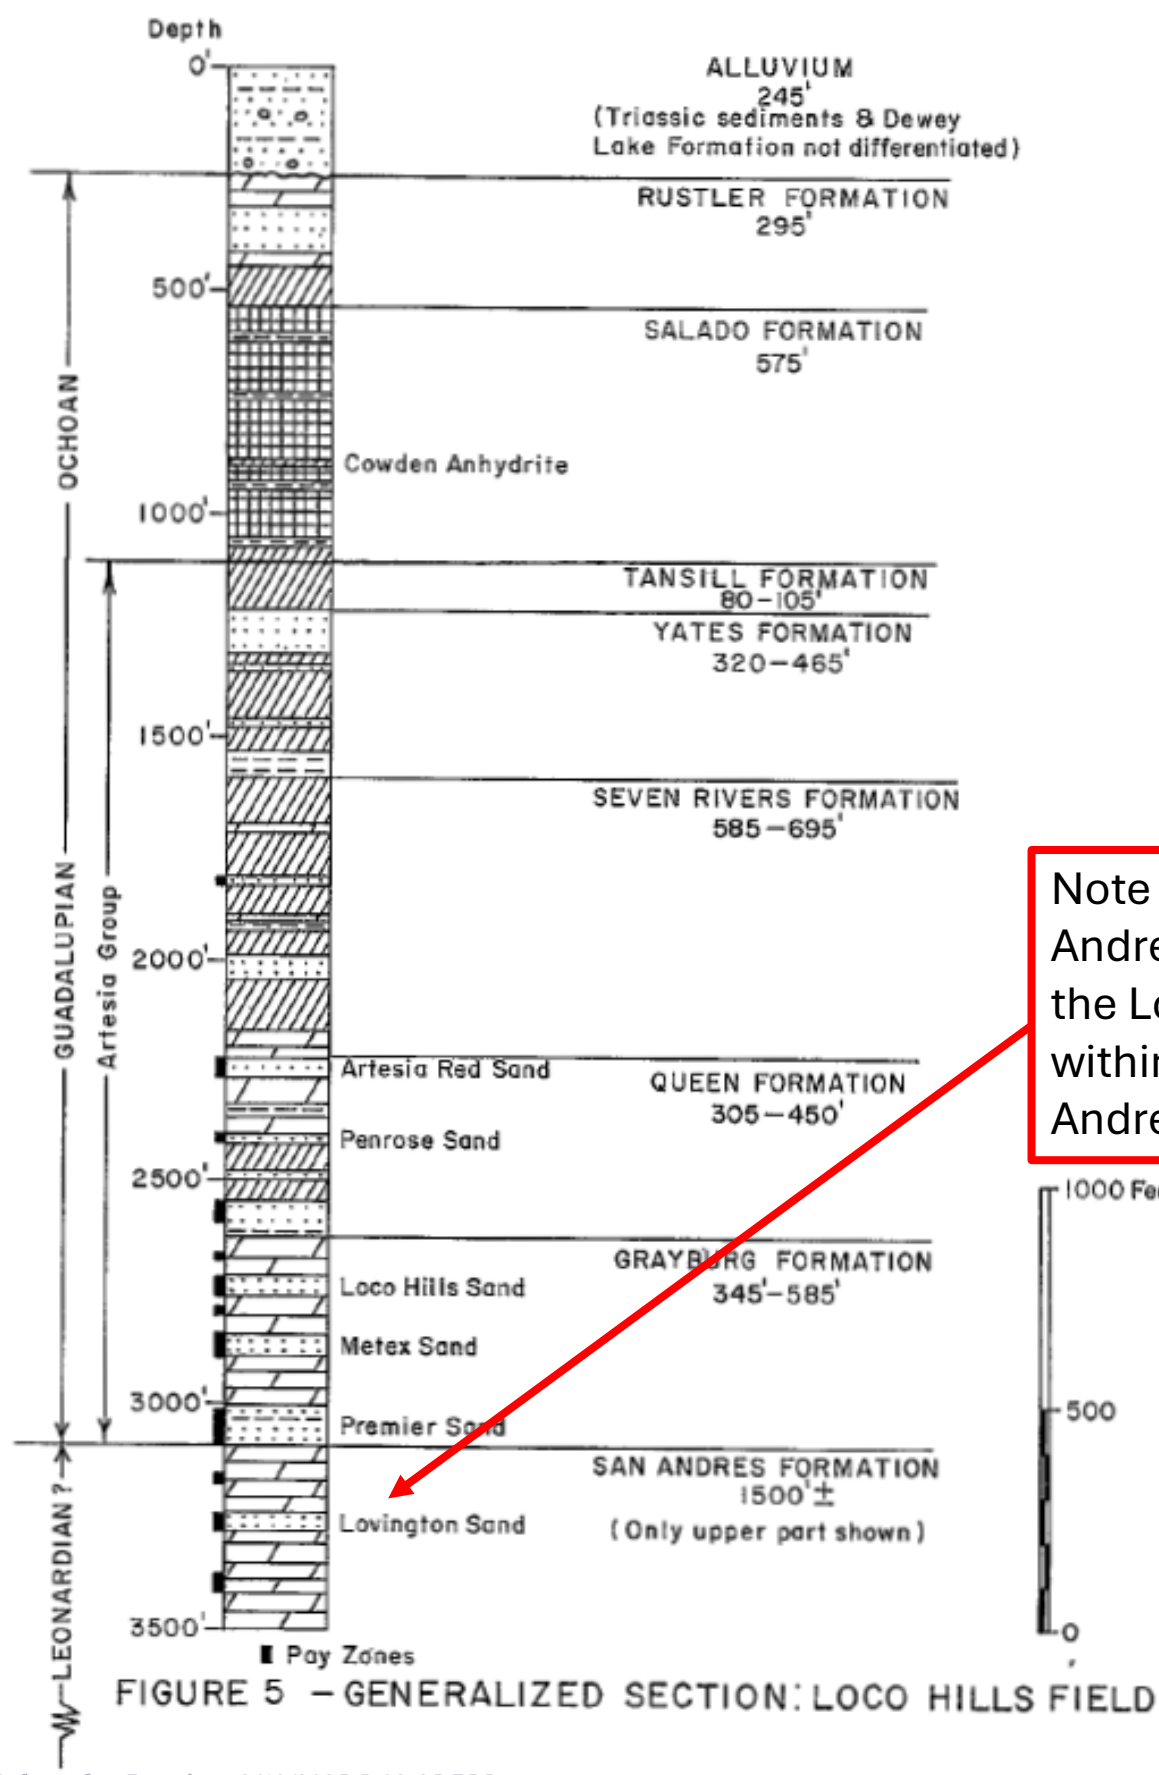 Depth
0'
ALLUVIUM
245'
(Triassic sediments & Dewey
Lake Formation not differentiated)
RUSTLER FORMATION
295'
500'
SALADO FORMATION
575'
OCHOAN
Cowden Anhydrite
1000'
TANSILL FORMATION
80-105'
YATES FORMATION
320-465'
1500'
SEVEN RIVERS FORMATION
585-695'
Note
Andre
the Lo
within
Andre
GUADALUPIAN
Artesia Group
2000'
Artesia Red Sand
QUEEN FORMATION
305-450'
Penrose Sand
2500'
1000 Fe
GRAYBURG FORMATION
345'-585'
Loco Hills Sand
Metex Sand
3000'
500
Premier Sand
SAN ANDRES FORMATION
1500'±
(Only upper part shown)
Lovington Sand
LEONARDIAN?
3500'
0
Pay Zones
FIGURE 5 - GENERALIZED SECTION: LOCO HILLS FIELD